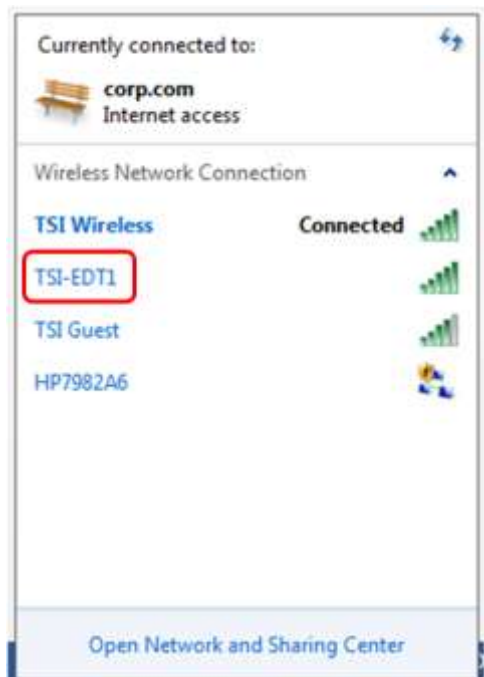 Currently connected to:
corp.com
Internet access
Wireless Network Connection
TSI Wireless Connected
TSI-EDT1
TSI Guest
HP7982A6
Open Network and Sharing Center